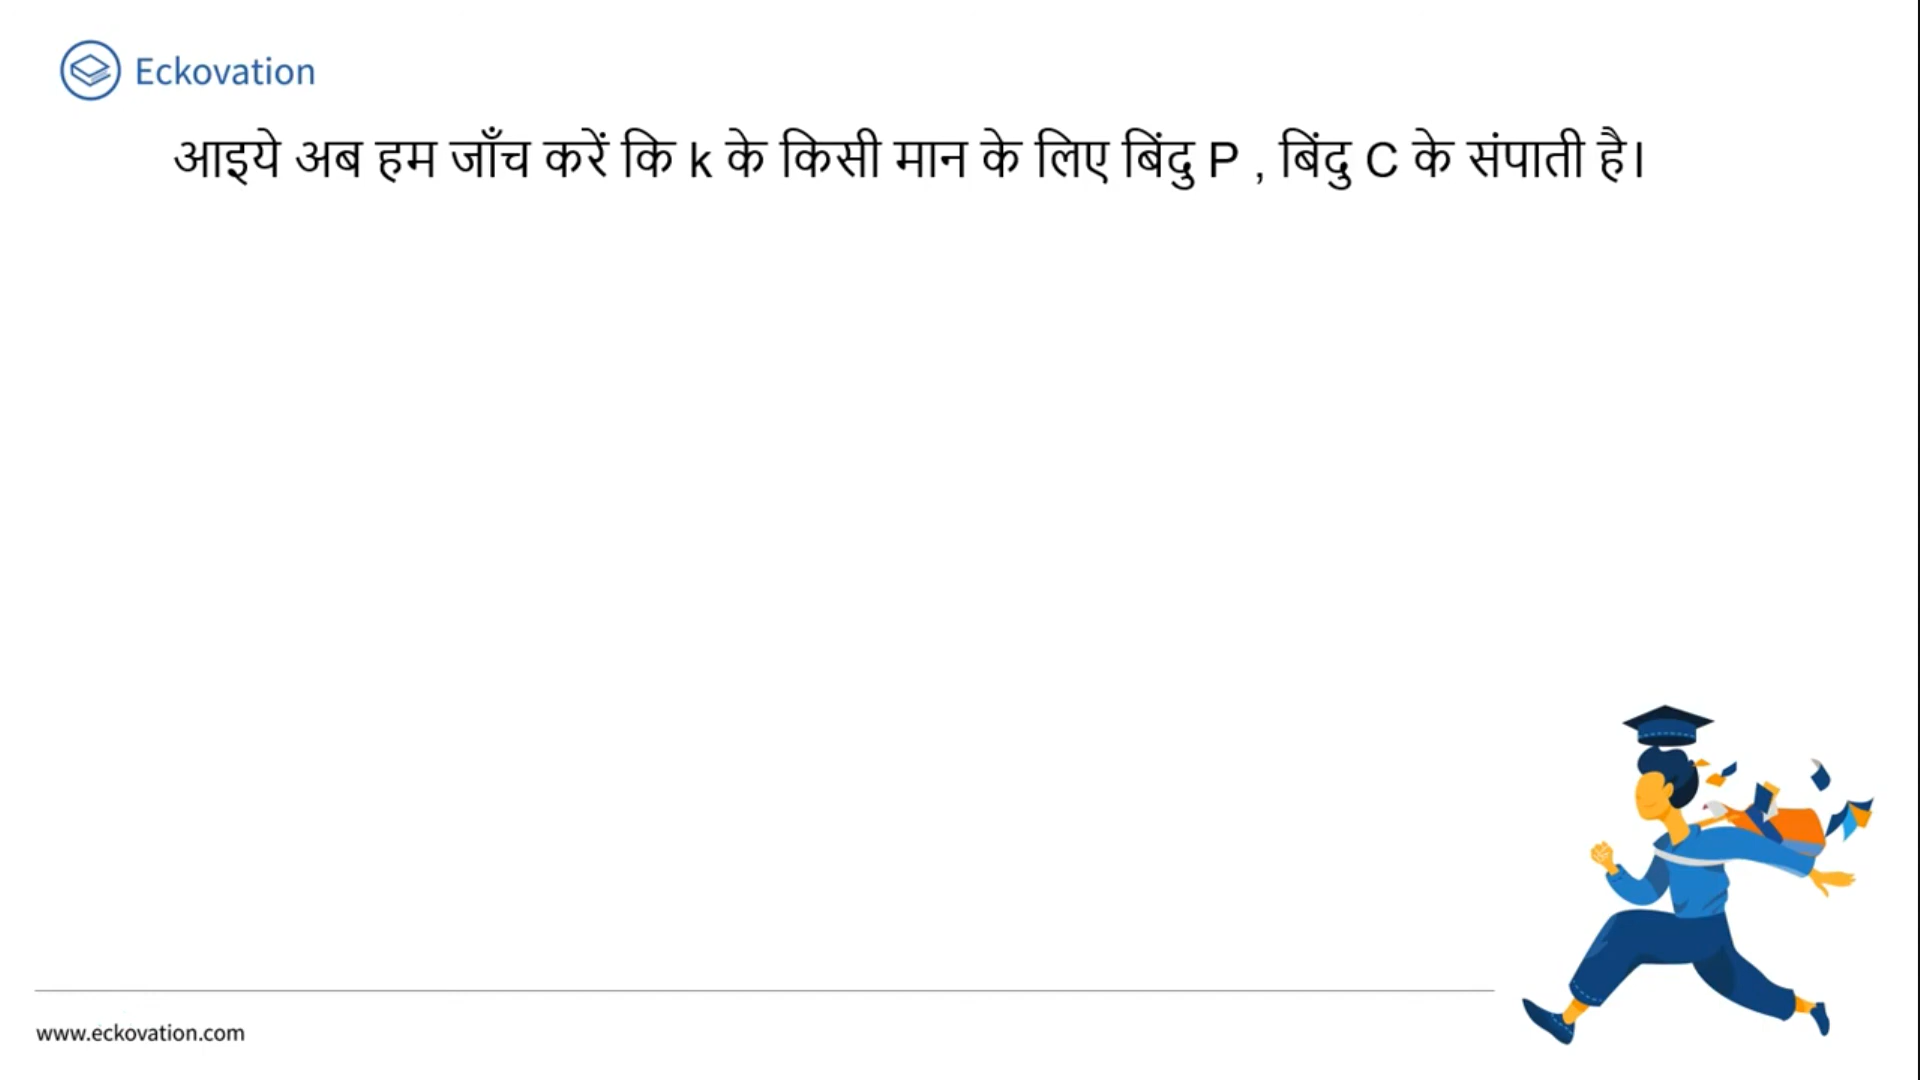 Eckovation
आइये अब हम जाँच करें कि k के किसी मान के लिए बिंदु P , बिंदु C के संपाती है।
www.eckovation.com